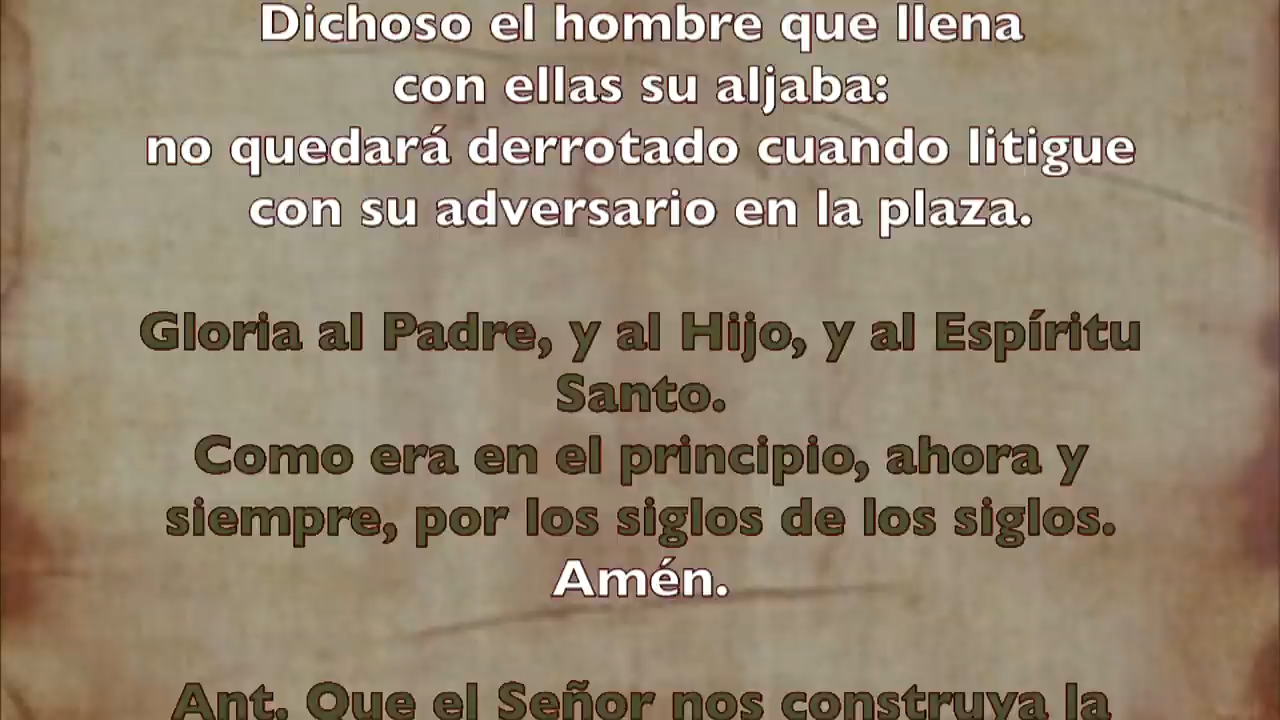 Dichoso el hombre que llena
con ellas su aljaba:
no quedará derrotado cuando litigue
con su adversario en la plaza.
Gloria al Padre, y al Hijo, y al Espíritu
Santo.
Como era en el principio, ahora y
siempre, por los siglos de los siglos.
Amén.
Ant. Que el Señor nos construya la